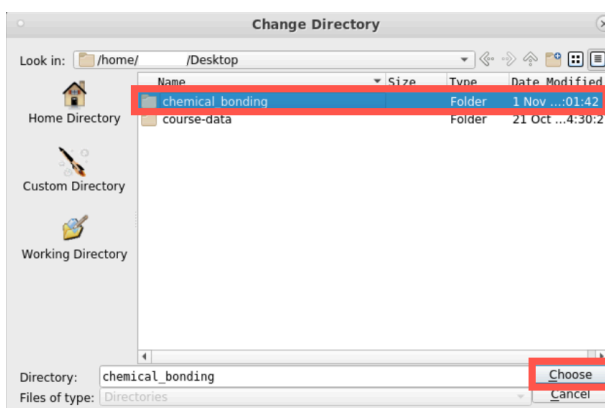 Change Directory
Look in: /home/ /Desktop
Name Size Type Date Modified
chemical_bonding Folder 1 Nov ...:01:42
course-data Folder 21 Oct ...4:30:2
Home Directory
Custom Directory
Working Directory
Directory: chemical_bonding Choose
Files of type: Directories Cancel